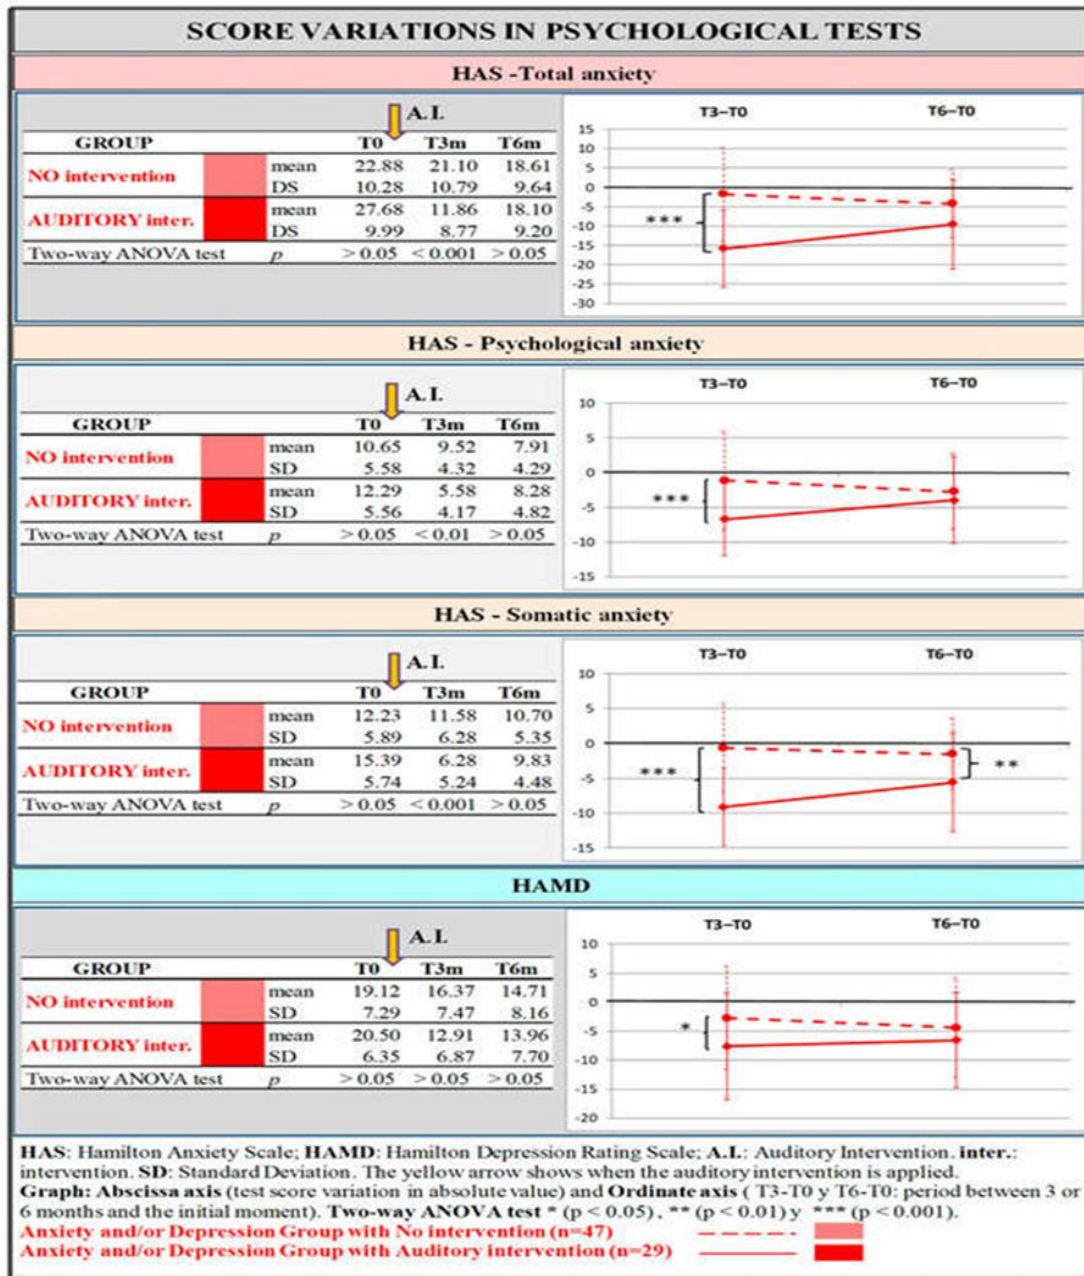 SCORE VARIATIONS IN PSYCHOLOGICAL TESTS
HAS -Total anxiety
A.I.
GROUP T0 T3m T6m
NO intervention mean 22.88 21.10 18.61
DS 10.28 10.79 9.64
AUDITORY inter. mean 27.68 11.86 18.10
DS 9.99 8.77 9.20
Two-way ANOVA test p > 0.05 < 0.001 > 0.05
T3–T0 T6–T0
15
10
5
0
-5
-10
-15
-20
-25
-30
***
HAS - Psychological anxiety
A.I.
GROUP T0 T3m T6m
NO intervention mean 10.65 9.52 7.91
SD 5.58 4.32 4.29
AUDITORY inter. mean 12.29 5.58 8.28
SD 5.56 4.17 4.82
Two-way ANOVA test p > 0.05 < 0.01 > 0.05
T3–T0 T6–T0
10
5
0
-5
-10
-15
***
HAS - Somatic anxiety
A.I.
GROUP T0 T3m T6m
NO intervention mean 12.23 11.58 10.70
SD 5.89 6.28 5.35
AUDITORY inter. mean 15.39 6.28 9.83
SD 5.74 5.24 4.48
Two-way ANOVA test p > 0.05 < 0.001 > 0.05
T3–T0 T6–T0
10
5
0
-5
-10
-15
*** **
HAMD
A.I.
GROUP T0 T3m T6m
NO intervention mean 19.12 16.37 14.71
SD 7.29 7.47 8.16
AUDITORY inter. mean 20.50 12.91 13.96
SD 6.35 6.87 7.70
Two-way ANOVA test p > 0.05 > 0.05 > 0.05
T3–T0 T6–T0
10
5
0
-5
-10
-15
-20
*
HAS: Hamilton Anxiety Scale; HAMD: Hamilton Depression Rating Scale; A.I.: Auditory Intervention. inter.:
intervention. SD: Standard Deviation. The yellow arrow shows when the auditory intervention is applied.
Graph: Abscissa axis (test score variation in absolute value) and Ordinate axis ( T3-T0 y T6-T0: period between 3 or
6 months and the initial moment). Two-way ANOVA test * (p < 0.05), ** (p < 0.01) y *** (p < 0.001).
Anxiety and/or Depression Group with No intervention (n=47)
Anxiety and/or Depression Group with Auditory intervention (n=29)